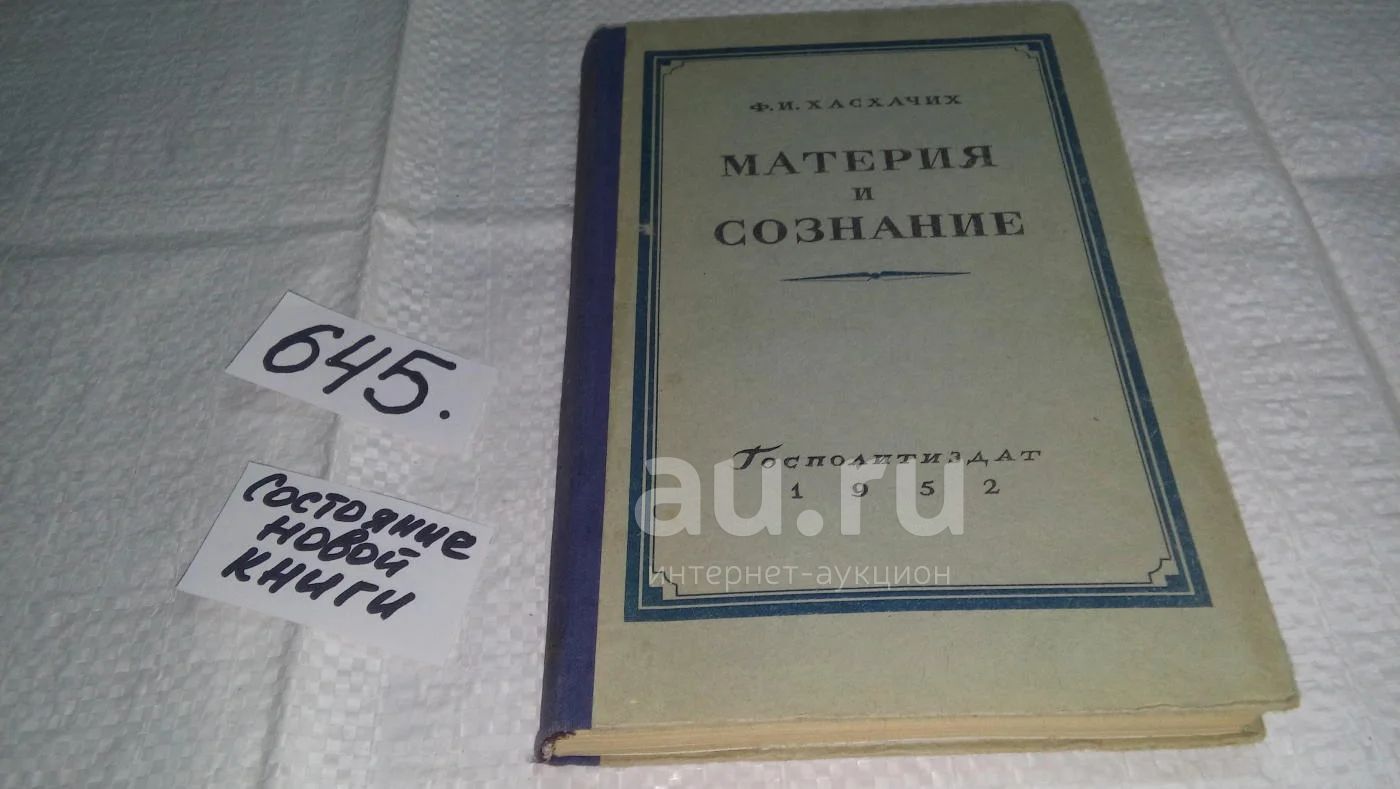 Ф. И. ХАСХАЧИХ
МАТЕРИЯ
И
СОЗНАНИЕ
Госполитиздат
1952
645.
состояние
новой
книги
au.ru
интернет-аукцион